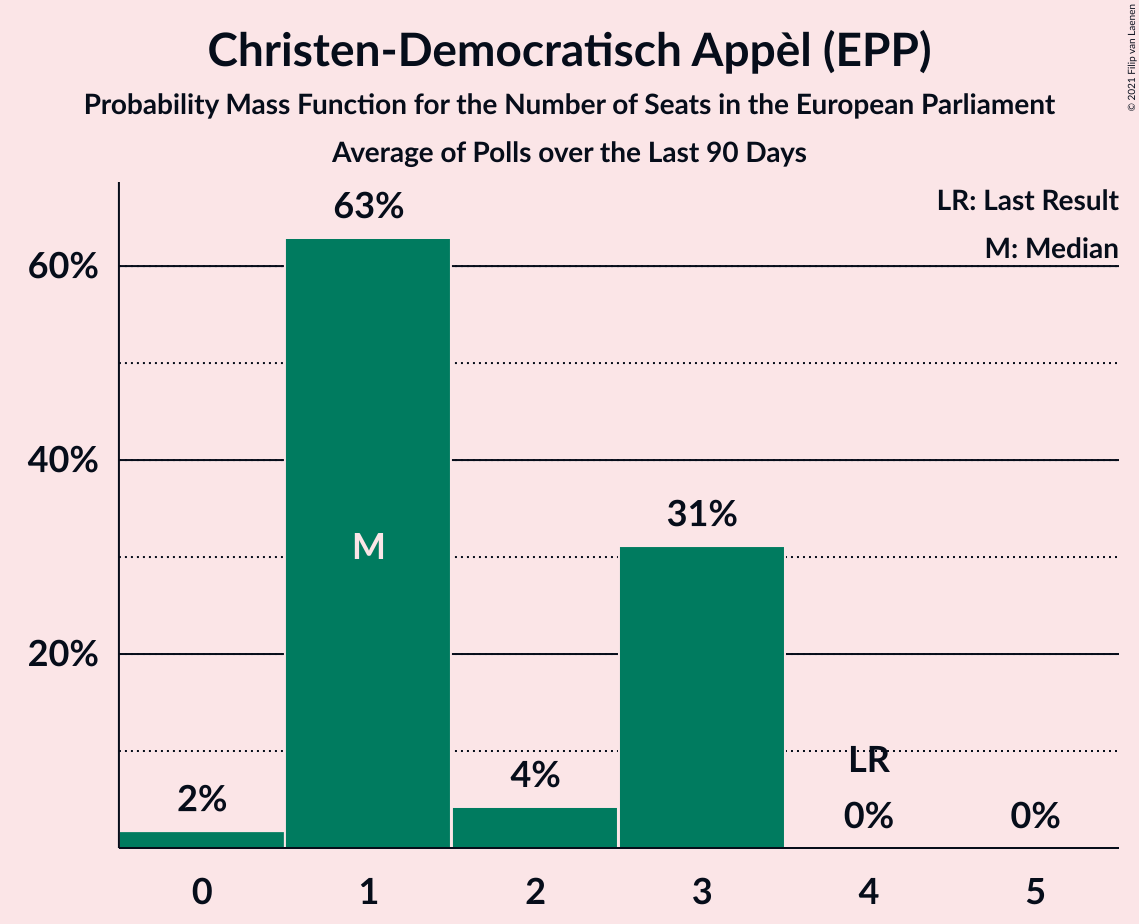 Christen-Democratisch Appèl (EPP)
Probability Mass Function for the Number of Seats in the European Parliament
Average of Polls over the Last 90 Days
© 2021 Filip van Laenen
LR: Last Result
M: Median
63%
60%
40%
31%
M
20%
LR
4%
2%
0%
0%
0 1 2 3 4 5